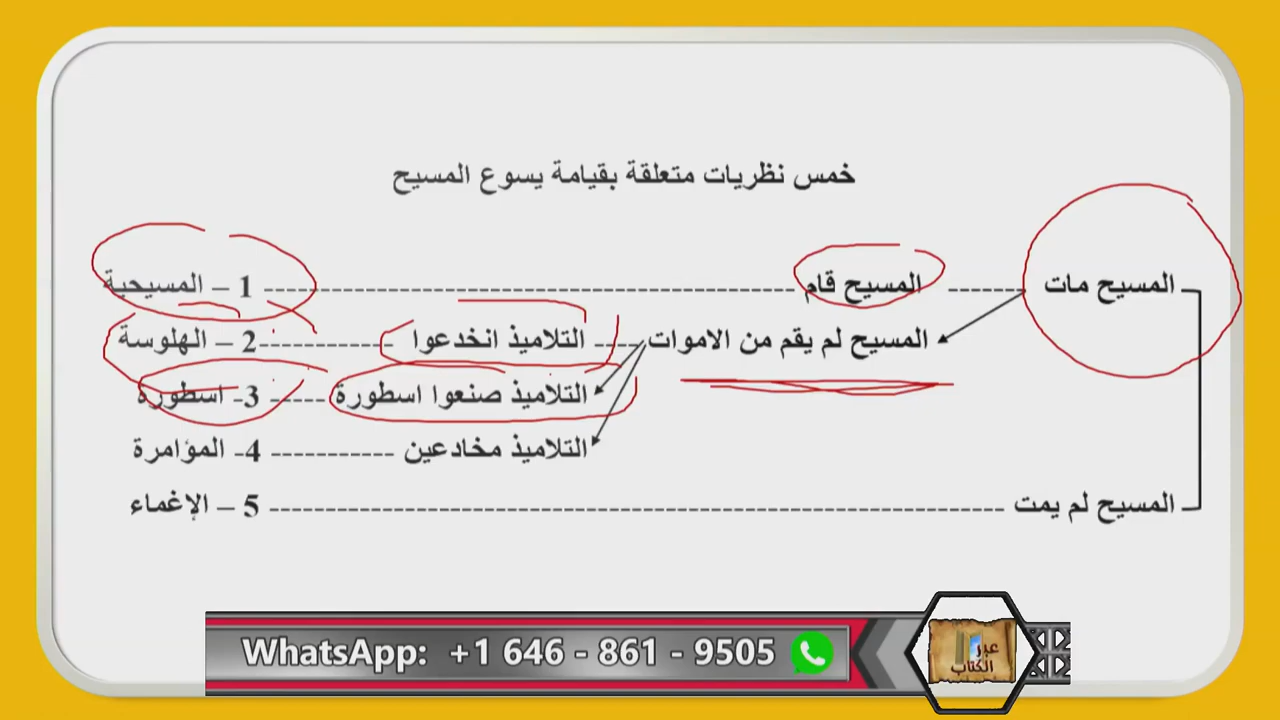 خمس نظريات متعلقة بقيامة يسوع المسيح
المسيح مات -------- المسيح قام -------- 1 – المسيحية
المسيح لم يقم من الاموات ----- التلاميذ انخدعوا -------- 2 – الهلوسة
التلاميذ صنعوا اسطورة ------ 3- اسطورة
التلاميذ مخادعين ------------ 4- المؤامرة
المسيح لم يمت -------- 5 – الإغماء
WhatsApp: +1 646 - 861 - 9505
عبر
الكتاب